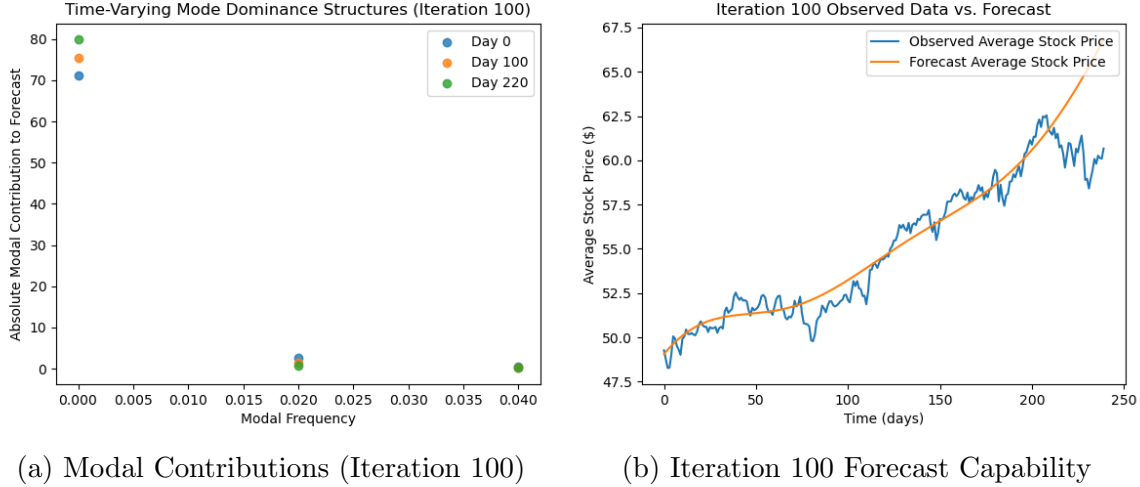 Time-Varying Mode Dominance Structures (Iteration 100)
80
70
60
50
40
30
20
10
0
Absolute Modal Contribution to Forecast
Day 0
Day 100
Day 220
0.000 0.005 0.010 0.015 0.020 0.025 0.030 0.035 0.040
Modal Frequency
(a) Modal Contributions (Iteration 100)
Iteration 100 Observed Data vs. Forecast
67.5
65.0
62.5
60.0
57.5
55.0
52.5
50.0
47.5
Average Stock Price ($)
Observed Average Stock Price
Forecast Average Stock Price
0 50 100 150 200 250
Time (days)
(b) Iteration 100 Forecast Capability